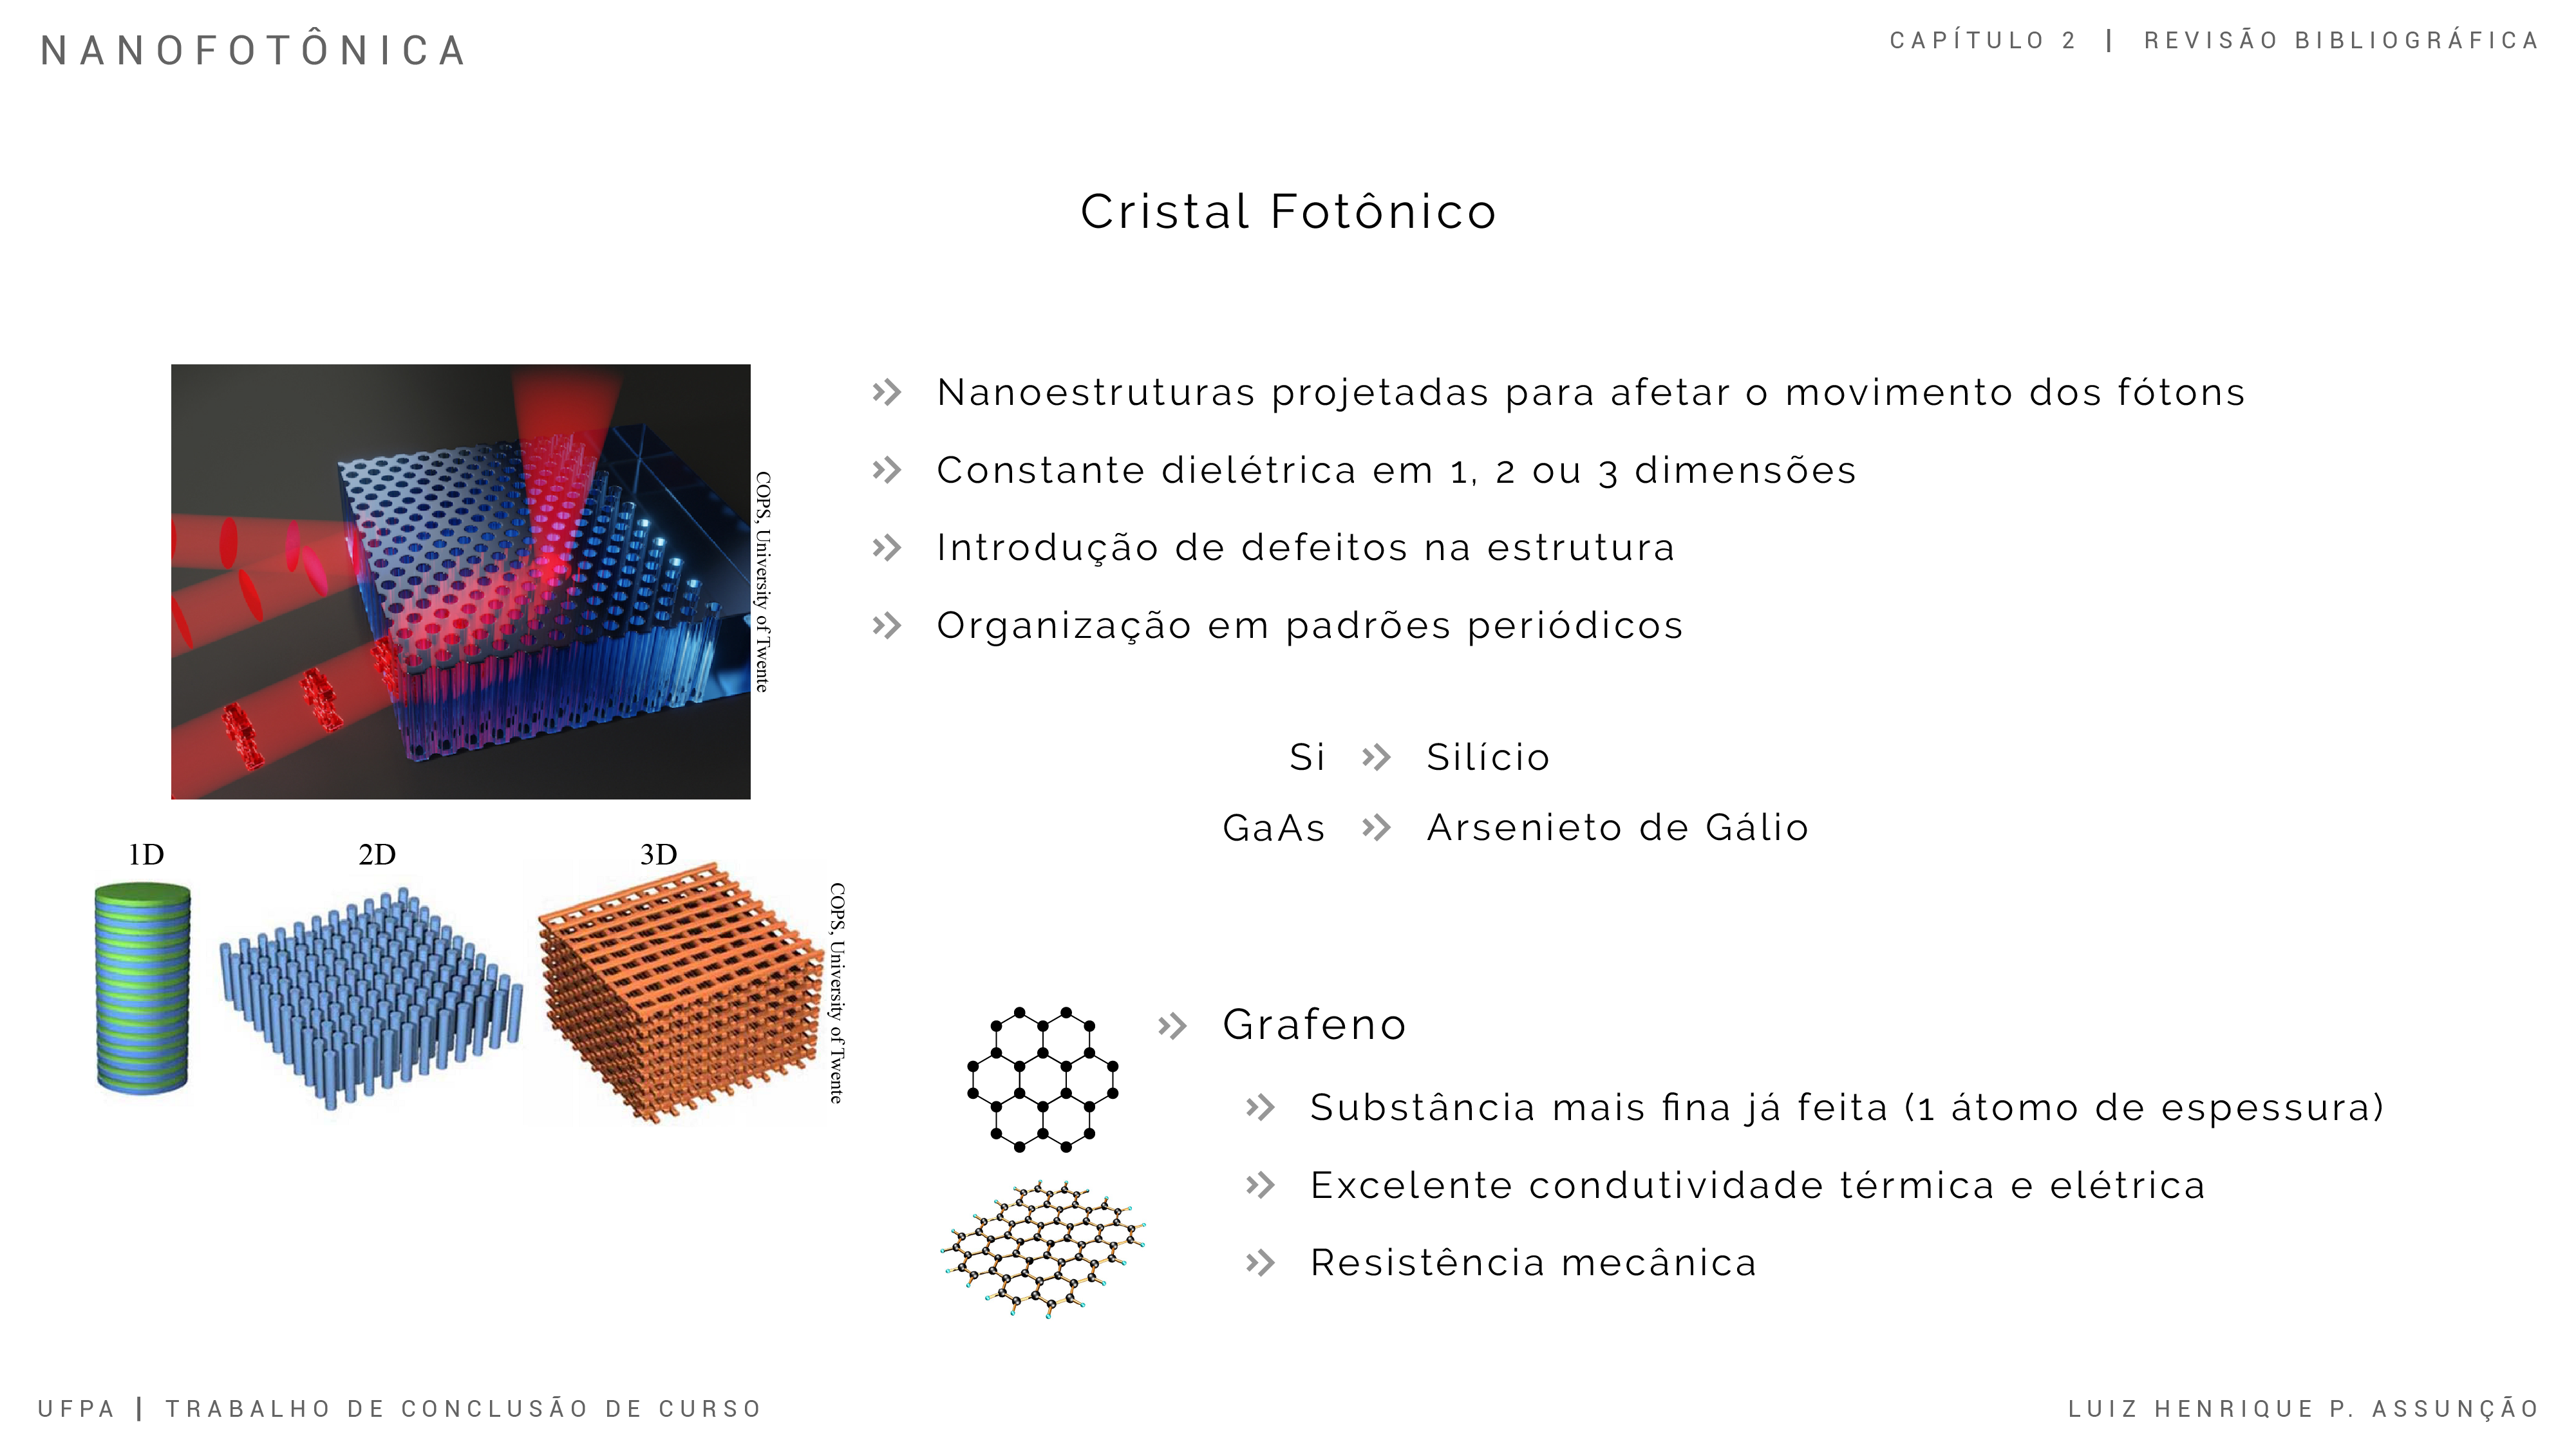 NANOFOTÔNICA
CAPÍTULO 2 | REVISÃO BIBLIOGRÁFICA
Cristal Fotônico
COPS, University of Twente
» Nanoestruturas projetadas para afetar o movimento dos fótons
» Constante dielétrica em 1, 2 ou 3 dimensões
» Introdução de defeitos na estrutura
» Organização em padrões periódicos
Si » Silício
GaAs » Arsenieto de Gálio
1D 2D 3D
COPS, University of Twente
» Grafeno
» Substância mais fina já feita (1 átomo de espessura)
» Excelente condutividade térmica e elétrica
» Resistência mecânica
UFPA | TRABALHO DE CONCLUSÃO DE CURSO
LUIZ HENRIQUE P. ASSUNÇÃO